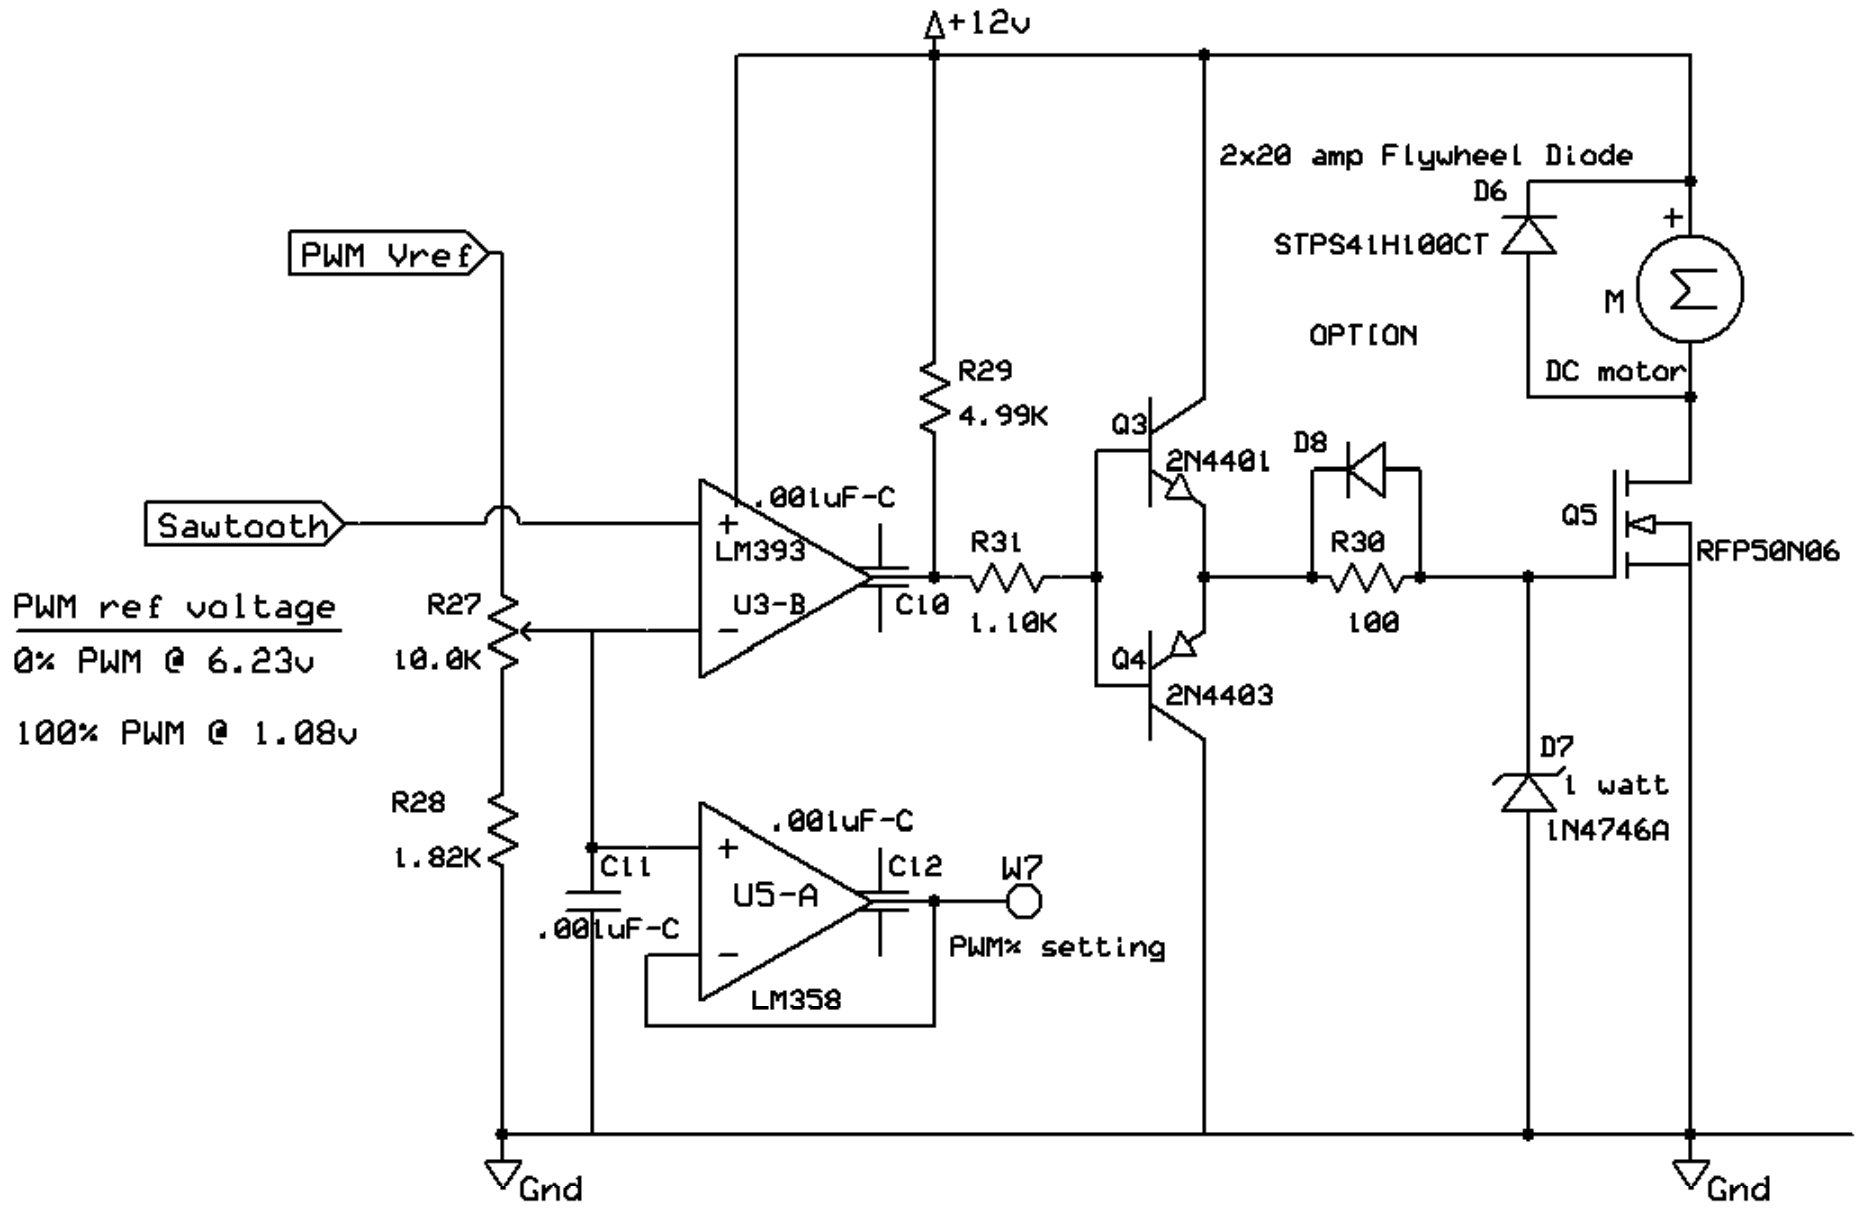 +12v
2x20 amp Flywheel Diode
D6
+
STPS41H100CT
PWM Vref
M
OPTION
DC motor
R29
4.99K
Q3
2N4401
D8
.001uF-C
Sawtooth
+
LM393
R31
Q5
R30
RFP50N06
PWM ref voltage
R27
U3-B
C10
1.10K
100
-
0% PWM @ 6.23v
10.0K
Q4
2N4403
100% PWM @ 1.08v
D7
1 watt
1N4746A
R28
1.82K
.001uF-C
+
C11
C12
W7
U5-A
.001uF-C
-
PWM% setting
LM358
Gnd
Gnd